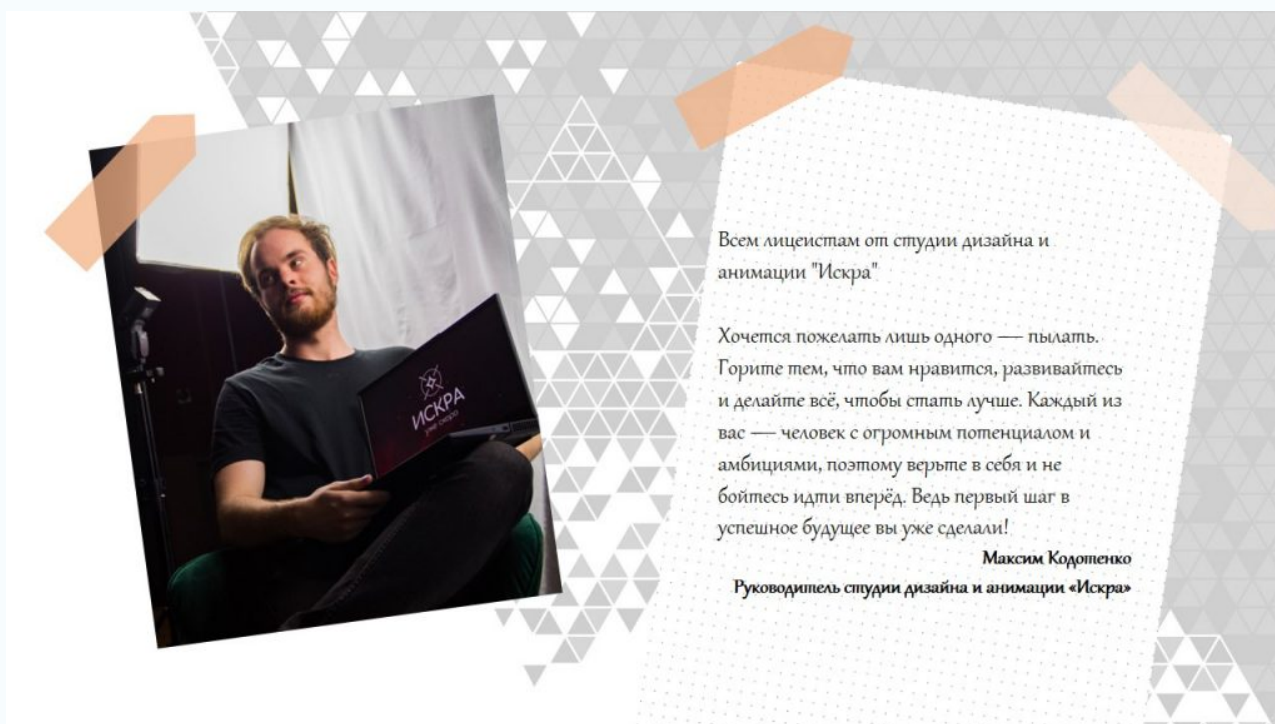 ИСКРА
уже скоро
Всем лицеистам от студии дизайна и
анимации "Искра"
Хочется пожелать лишь одного — пылать.
Горите тем, что вам нравится, развивайтесь
и делайте всё, чтобы стать лучше. Каждый из
вас — человек с огромным потенциалом и
амбициями, поэтому верьте в себя и не
бойтесь идти вперёд. Ведь первый шаг в
успешное будущее вы уже сделали!
Максим Кодотенко
Руководитель студии дизайна и анимации «Искра»